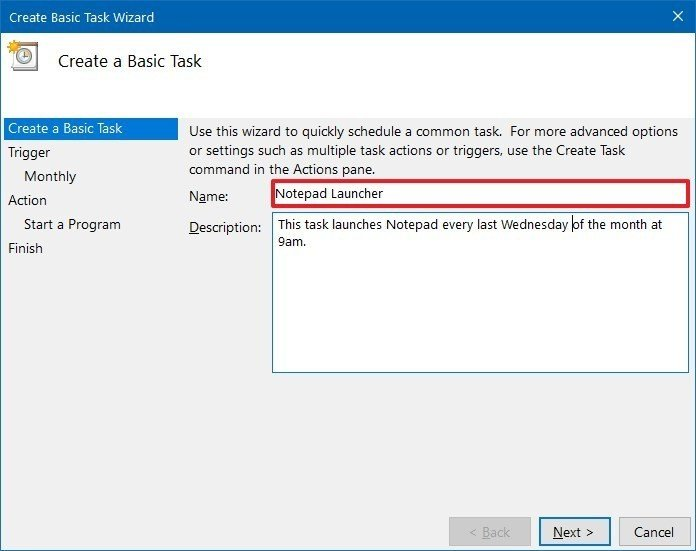 Create Basic Task Wizard
Create a Basic Task
Create a Basic Task
Trigger
Monthly
Action
Start a Program
Finish
Use this wizard to quickly schedule a common task. For more advanced options
or settings such as multiple task actions or triggers, use the Create Task
command in the Actions pane.
Name:
Notepad Launcher
Description:
This task launches Notepad every last Wednesday of the month at
9am.
< Back
Next >
Cancel